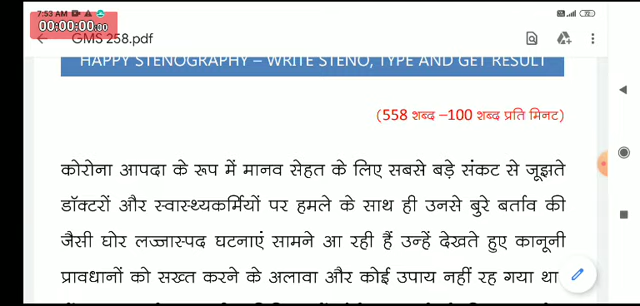 7:53 AM
00:00:00:00
GMS 258.pdf
HAPPY STENOGRAPHY – WRITE STENO, TYPE AND GET RESULT
(558 शब्द –100 शब्द प्रति मिनट)
कोरोना आपदा के रूप में मानव सेहत के लिए सबसे बड़े संकट से जूझते
डॉक्टरों और स्वास्थ्यकर्मियों पर हमले के साथ ही उनसे बुरे बर्ताव की
जैसी घोर लज्जास्पद घटनाएं सामने आ रही हैं उन्हें देखते हुए कानूनी
प्रावधानों को सख्त करने के अलावा और कोई उपाय नहीं रह गया था